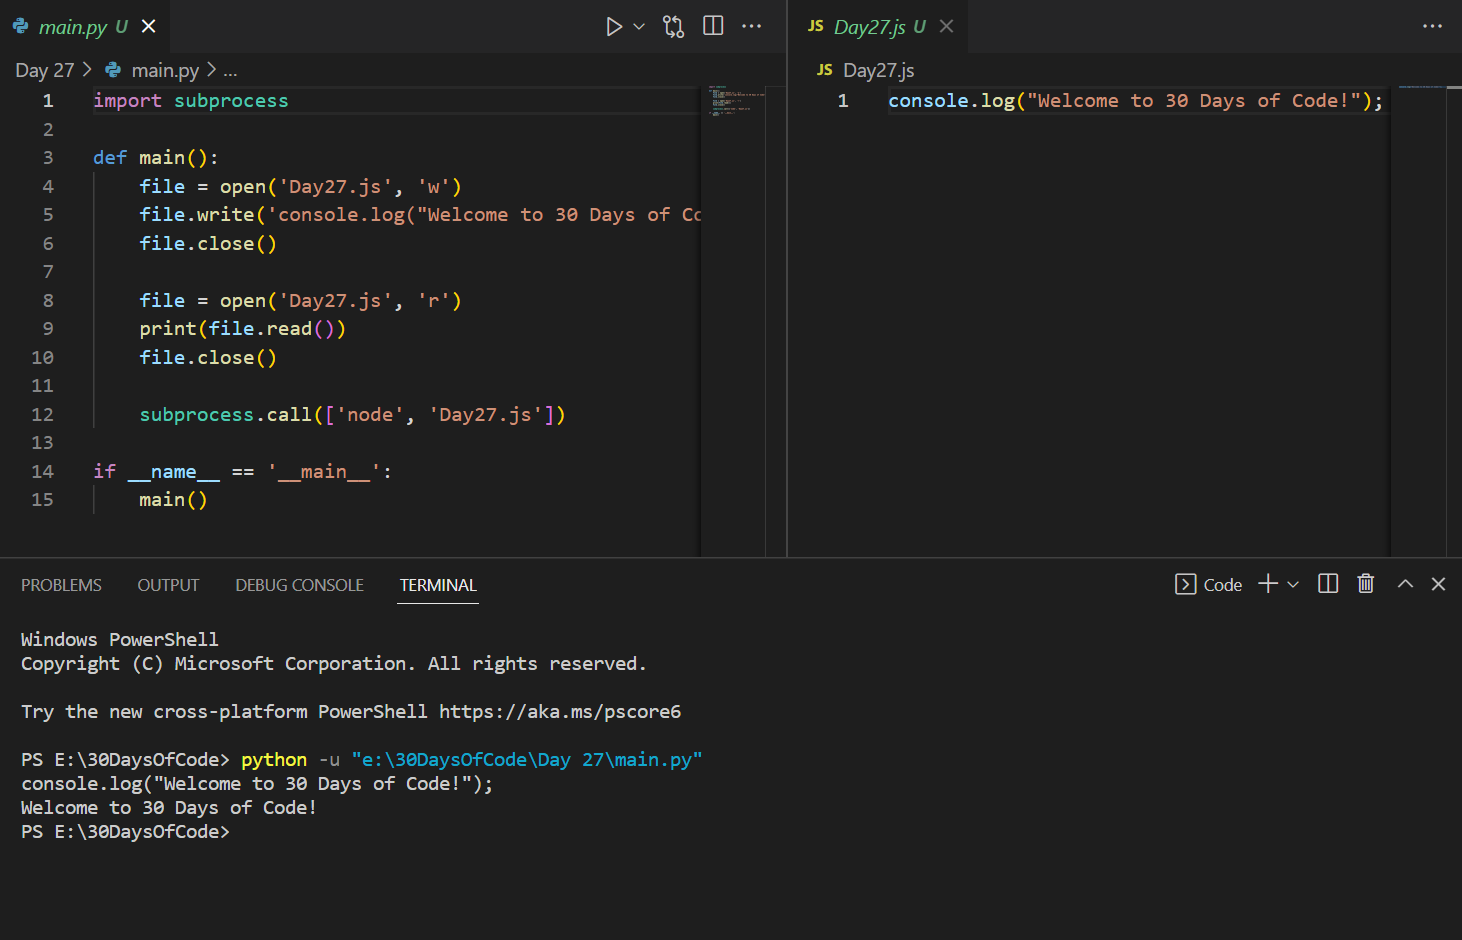 main.py U
Day 27 > main.py > ...
1 import subprocess
2
3 def main():
4     file = open('Day27.js', 'w')
5     file.write('console.log("Welcome to 30 Days of
6     file.close()
7
8     file = open('Day27.js', 'r')
9     print(file.read())
10     file.close()
11
12     subprocess.call(['node', 'Day27.js'])
13
14 if __name__ == '__main__':
15     main()
JS Day27.js U
JS Day27.js
1 console.log("Welcome to 30 Days of Code!");
PROBLEMS OUTPUT DEBUG CONSOLE TERMINAL Code
Windows PowerShell
Copyright (C) Microsoft Corporation. All rights reserved.
Try the new cross-platform PowerShell https://aka.ms/pscore6
PS E:\30DaysOfCode> python -u "e:\30DaysOfCode\Day 27\main.py"
console.log("Welcome to 30 Days of Code!");
Welcome to 30 Days of Code!
PS E:\30DaysOfCode>